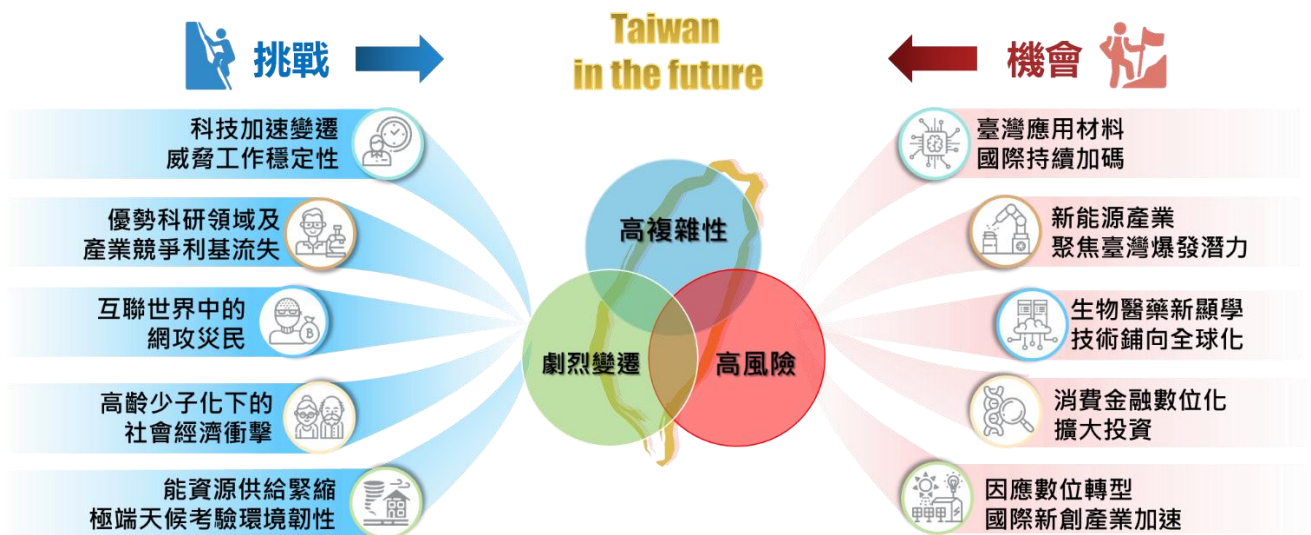 挑戰
Taiwan
in the future
機會
科技加速變遷
威脅工作穩定性
優勢科研領域及
產業競爭利基流失
互聯世界中的
網攻災民
高齡少子化下的
社會經濟衝擊
能資源供給緊縮
極端天候考驗環境韌性
高複雜性
劇烈變遷
高風險
臺灣應用材料
國際持續加碼
新能源產業
聚焦臺灣爆發潛力
生物醫藥新顯學
技術鋪向全球化
消費金融數位化
擴大投資
因應數位轉型
國際新創產業加速